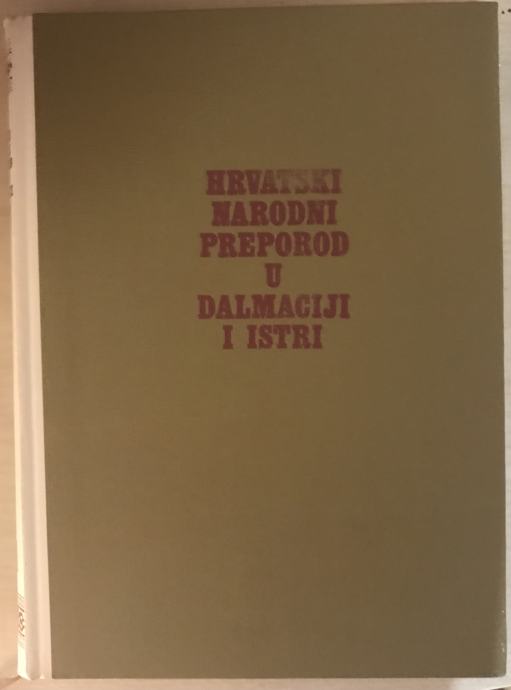 HRVATSKI
NARODNI
PREPOROD
U
DALMACIJI
I ISTRI